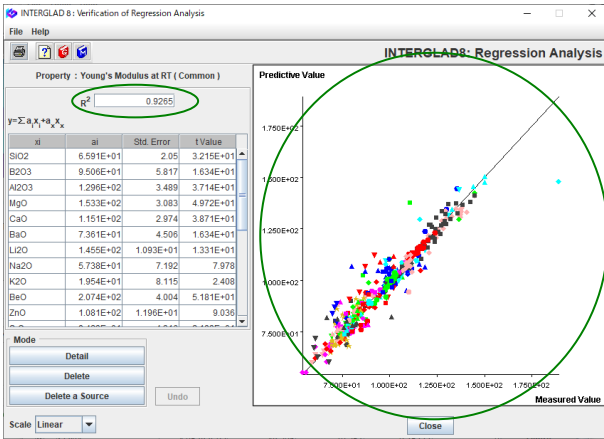 INTERGLAD 8 : Verification of Regression Analysis
File Help
INTERGLAD8: Regression Analysis
Property : Young's Modulus at RT ( Common )
R2 0.9265
y=Σaixi+axxx
xi ai Std. Error t Value
SiO2 6.591E+01 2.05 3.215E+01
B2O3 9.506E+01 5.817 1.634E+01
Al2O3 1.296E+02 3.489 3.714E+01
MgO 1.533E+02 3.083 4.972E+01
CaO 1.151E+02 2.974 3.871E+01
BaO 7.361E+01 4.506 1.634E+01
Li2O 1.455E+02 1.093E+01 1.331E+01
Na2O 5.738E+01 7.192 7.978
K2O 1.954E+01 8.115 2.408
BeO 2.074E+02 4.004 5.181E+01
ZnO 1.081E+02 1.196E+01 9.036
Mode
Detail
Delete
Delete a Source
Undo
Scale Linear
Predictive Value
1.750E+02
1.500E+02
1.250E+02
1.000E+02
7.500E+01
7.500E+01 1.000E+02 1.250E+02 1.500E+02 1.750E+02
Measured Value
Close